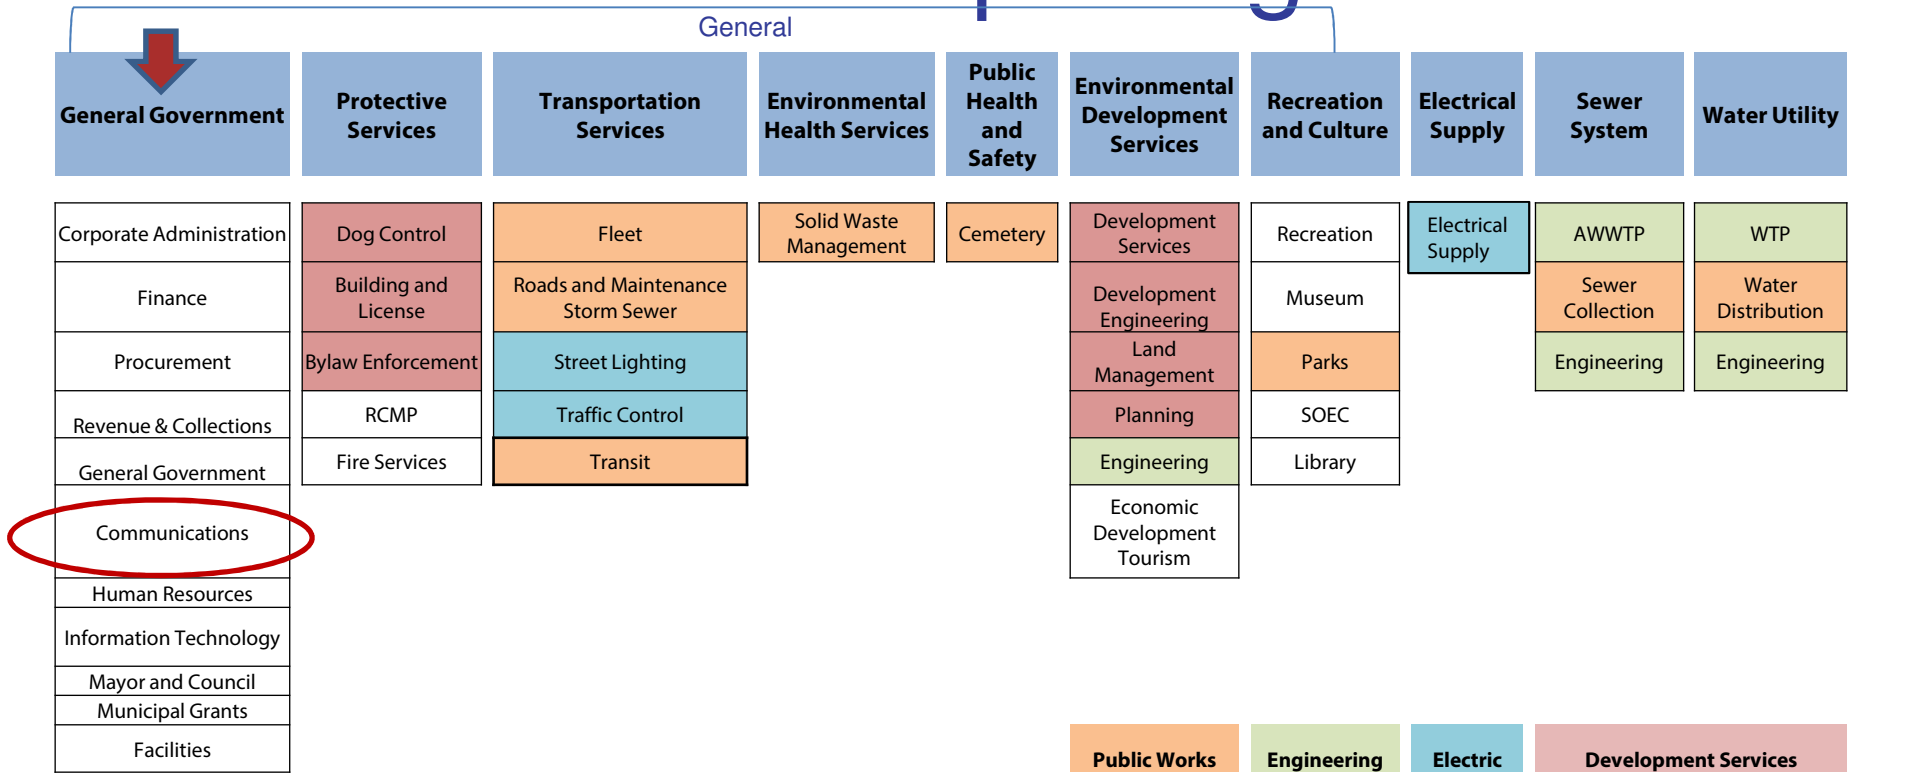 General
General Government
Protective
Services
Transportation
Services
Environmental
Health Services
Public
Health
and
Safety
Environmental
Development
Services
Recreation
and Culture
Electrical
Supply
Sewer
System
Water Utility
Corporate Administration
Finance
Procurement
Revenue & Collections
General Government
Communications
Human Resources
Information Technology
Mayor and Council
Municipal Grants
Facilities
Dog Control
Building and
License
Bylaw Enforcement
RCMP
Fire Services
Fleet
Roads and Maintenance
Storm Sewer
Street Lighting
Traffic Control
Transit
Solid Waste
Management
Cemetery
Development
Services
Development
Engineering
Land
Management
Planning
Engineering
Economic
Development
Tourism
Recreation
Museum
Parks
SOEC
Library
Electrical
Supply
AWWTP
Sewer
Collection
Engineering
WTP
Water
Distribution
Engineering
Public Works
Engineering
Electric
Development Services